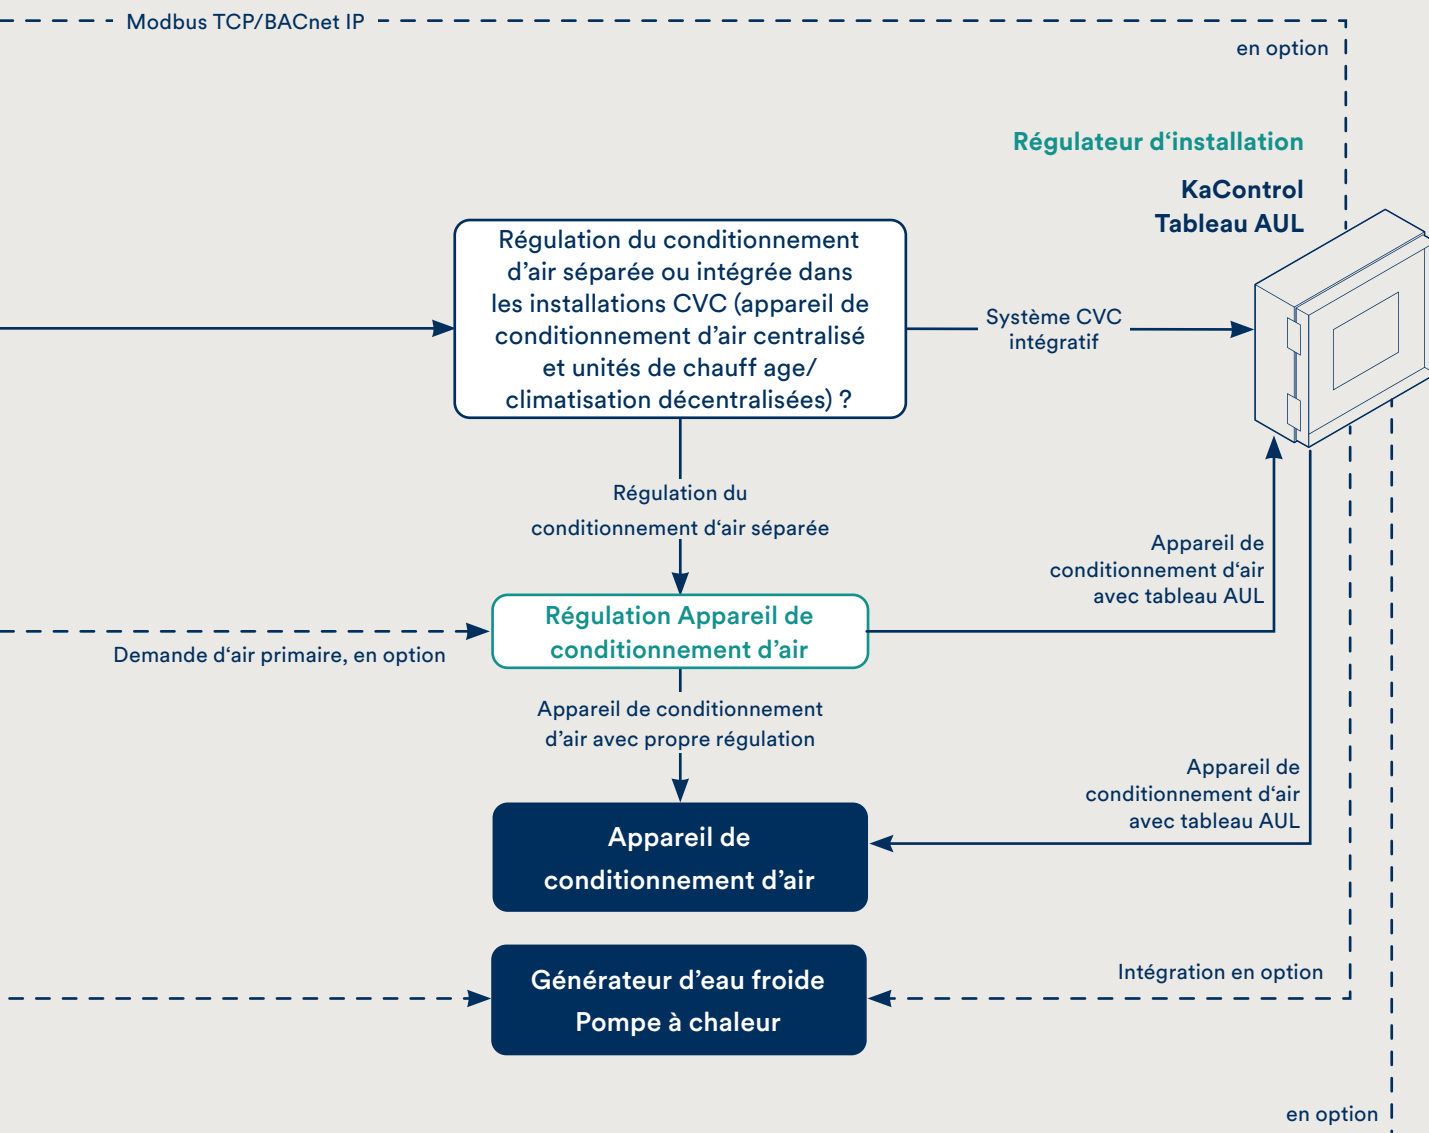 Modbus TCP/BACnet IP
en option
Régulateur d‘installation
KaControl
Tableau AUL
Régulation du conditionnement
d’air séparée ou intégrée dans
les installations CVC (appareil de
conditionnement d’air centralisé
et unités de chauff age/
climatisation décentralisées) ?
Système CVC
intégratif
Régulation du
conditionnement d‘air séparée
Appareil de
conditionnement d‘air
avec tableau AUL
Régulation Appareil de
conditionnement d’air
Demande d‘air primaire, en option
Appareil de conditionnement
d’air avec propre régulation
Appareil de
conditionnement d‘air
avec tableau AUL
Appareil de
conditionnement d’air
Générateur d’eau froide
Pompe à chaleur
Intégration en option
en option